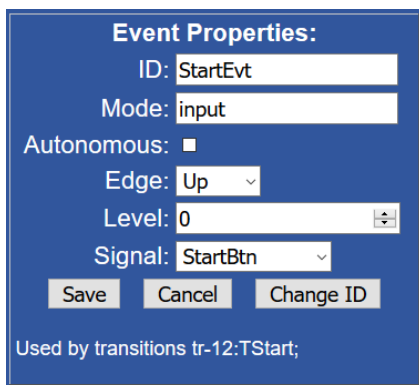 Event Properties:
ID: StartEvt
Mode: input
Autonomous:
Edge: Up
Level: 0
Signal: StartBtn
Save Cancel Change ID
Used by transitions tr-12:TStart;